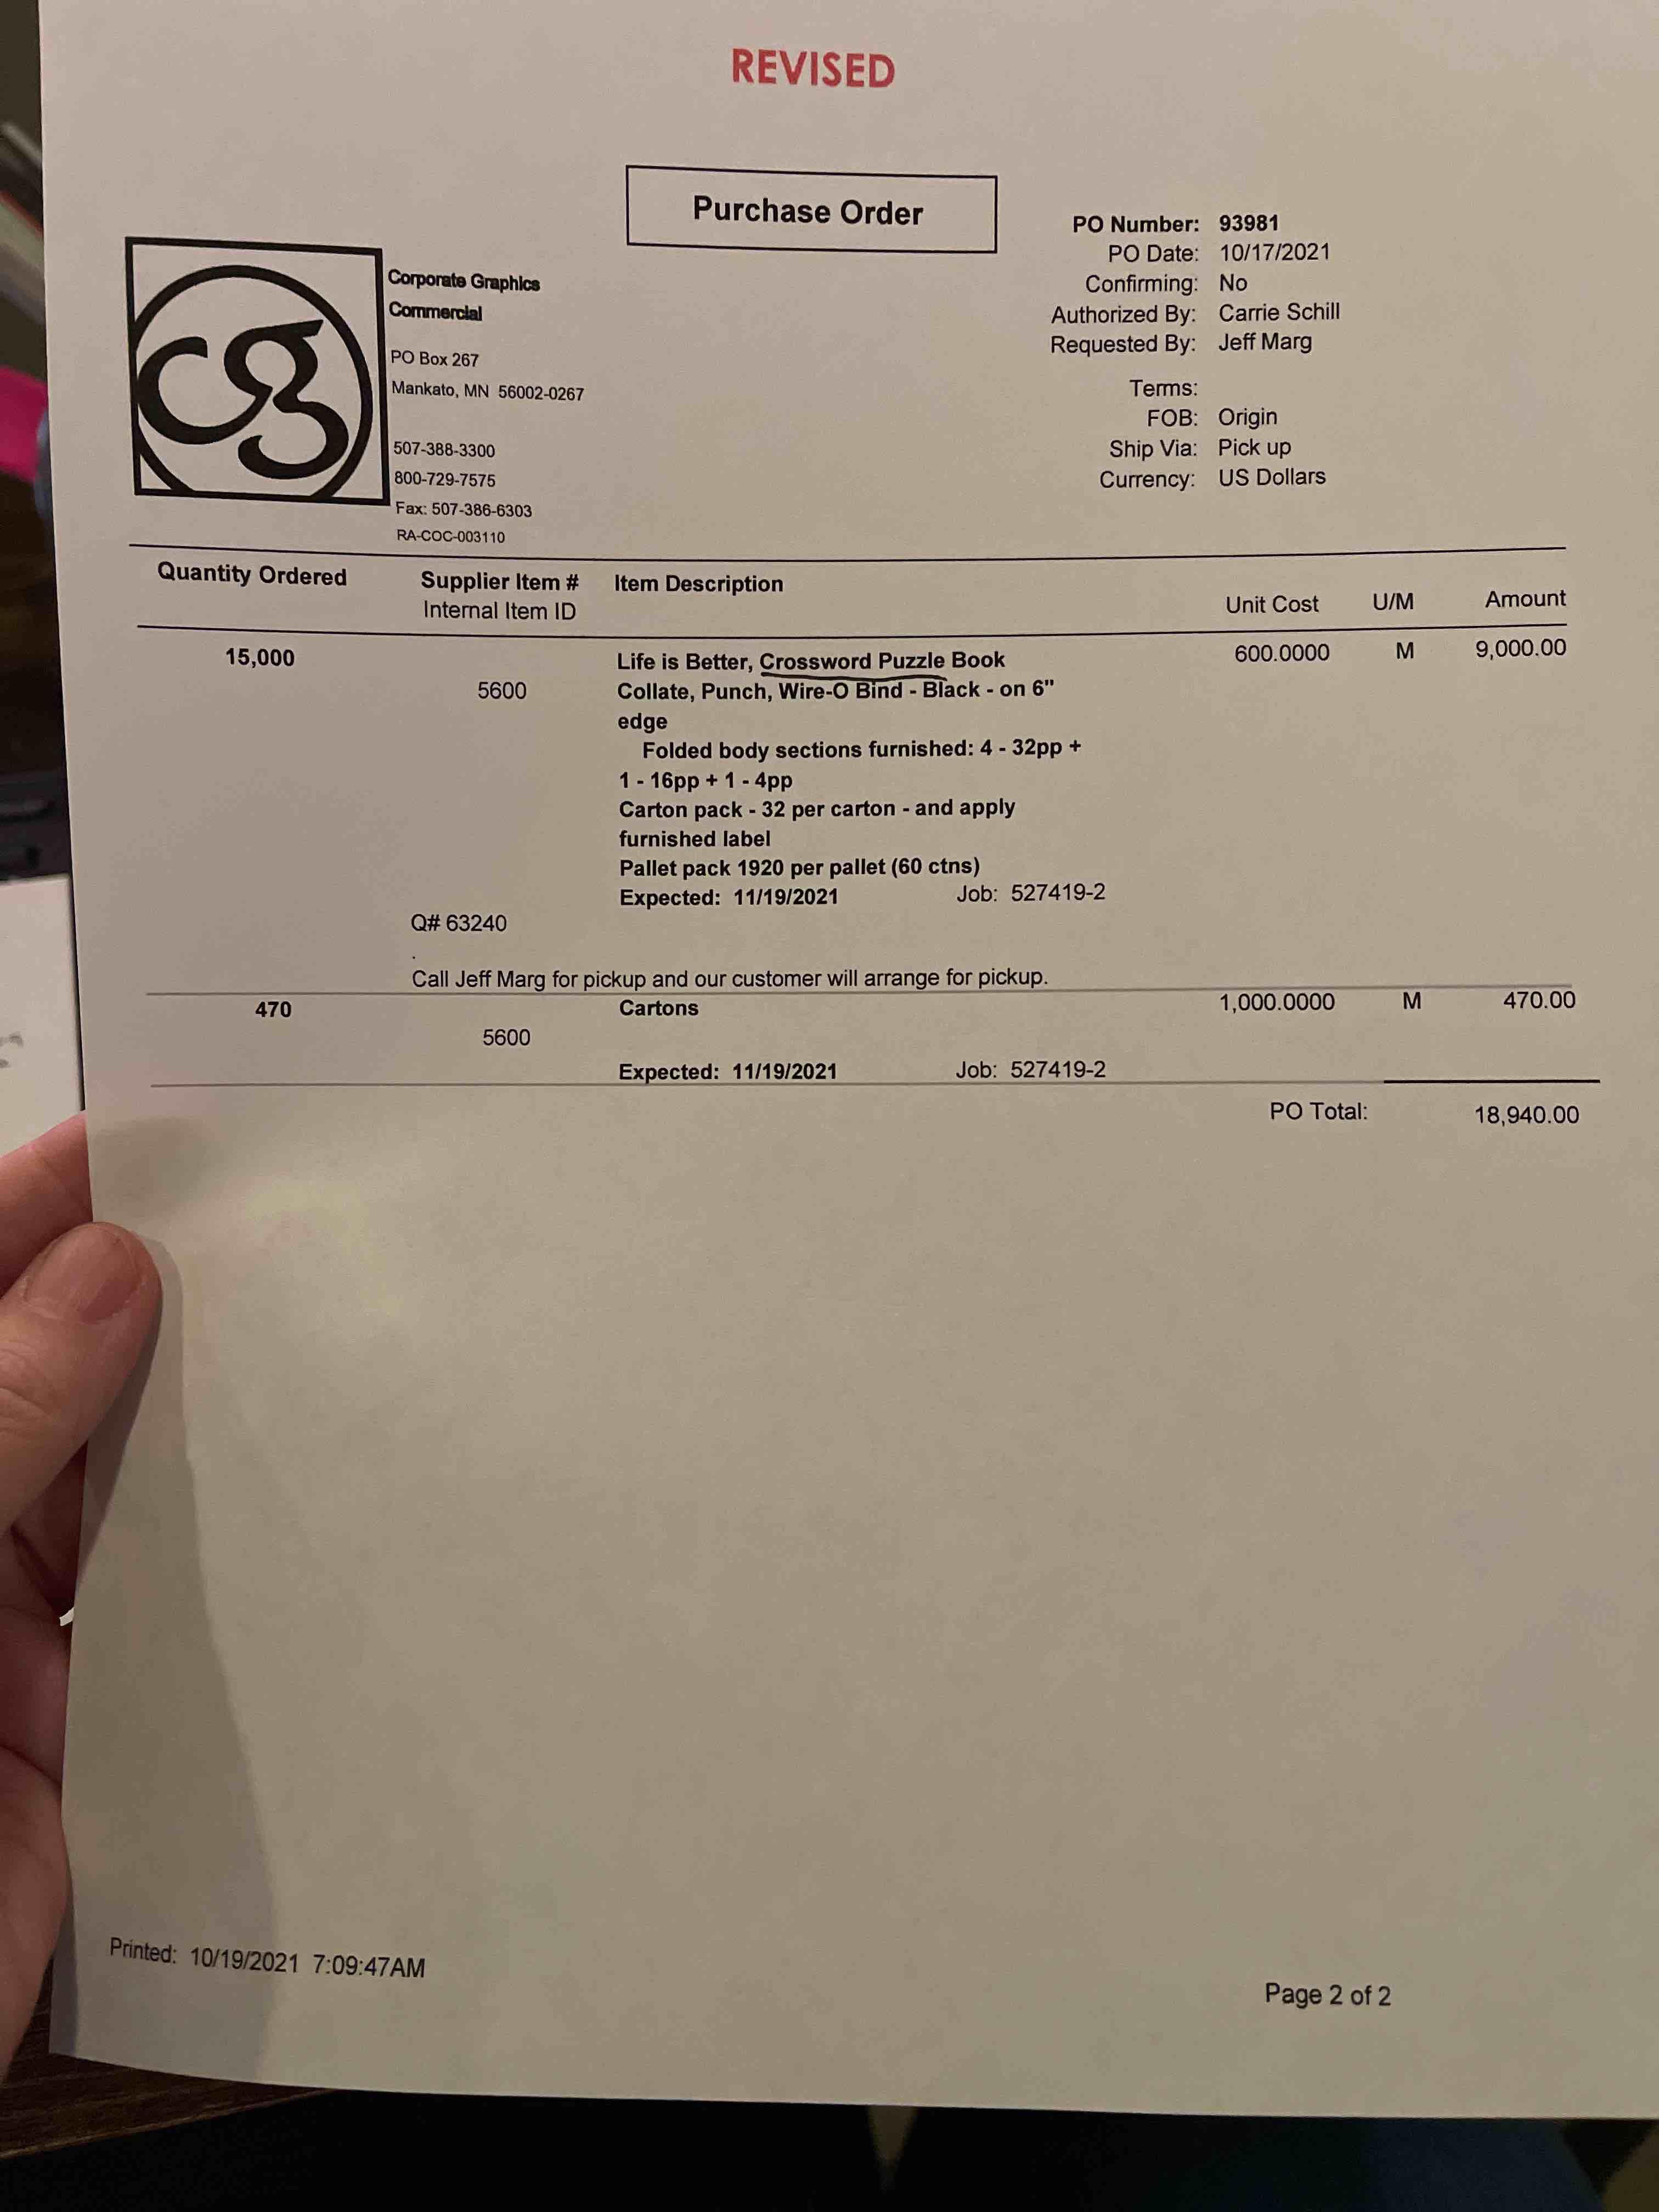 REVISED
Purchase Order
PO Number: 93981
PO Date: 10/17/2021
Confirming: No
Authorized By: Carrie Schill
Requested By: Jeff Marg
Terms:
FOB: Origin
Ship Via: Pick up
Currency: US Dollars
cg
Corporate Graphics
Commercial
PO Box 267
Mankato, MN 56002-0267
507-388-3300
800-729-7575
Fax: 507-386-6303
RA-COC-003110
Quantity Ordered Supplier Item # Item Description
Internal Item ID Unit Cost U/M Amount
15,000 Life is Better, Crossword Puzzle Book 600.0000 M 9,000.00
5600 Collate, Punch, Wire-O Bind - Black - on 6"
edge
Folded body sections furnished: 4 - 32pp +
1 - 16pp + 1 - 4pp
Carton pack - 32 per carton - and apply
furnished label
Pallet pack 1920 per pallet (60 ctns)
Expected: 11/19/2021 Job: 527419-2
Q# 63240
.
Call Jeff Marg for pickup and our customer will arrange for pickup.
470 Cartons 1,000.0000 M 470.00
5600
Expected: 11/19/2021 Job: 527419-2
PO Total: 18,940.00
Printed: 10/19/2021 7:09:47AM
Page 2 of 2